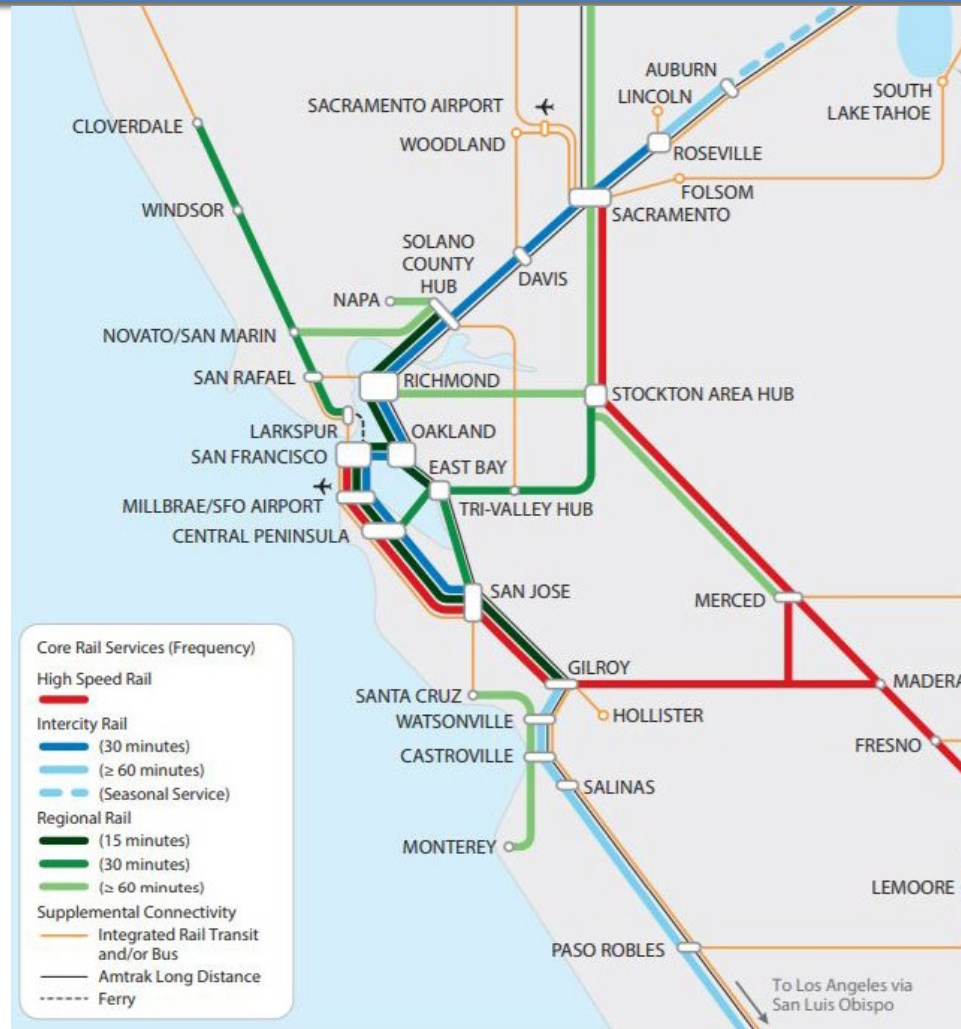 AUBURN
SACRAMENTO AIRPORT
LINCOLN
SOUTH
LAKE TAHOE
CLOVERDALE
WOODLAND
ROSEVILLE
FOLSOM
WINDSOR
SACRAMENTO
SOLANO
COUNTY
HUB
DAVIS
NAPA
NOVATO/SAN MARIN
SAN RAFAEL
RICHMOND
STOCKTON AREA HUB
LARKSPUR
OAKLAND
SAN FRANCISCO
EAST BAY
MILLBRAE/SFO AIRPORT
TRI-VALLEY HUB
CENTRAL PENINSULA
SAN JOSE
MERCED
GILROY
MADERA
SANTA CRUZ
WATSONVILLE
HOLLISTER
FRESNO
CASTROVILLE
SALINAS
MONTEREY
LEMOORE
PASO ROBLES
To Los Angeles via
San Luis Obispo
Core Rail Services (Frequency)
High Speed Rail
Intercity Rail
(30 minutes)
(≥ 60 minutes)
(Seasonal Service)
Regional Rail
(15 minutes)
(30 minutes)
(≥ 60 minutes)
Supplemental Connectivity
Integrated Rail Transit
and/or Bus
Amtrak Long Distance
Ferry